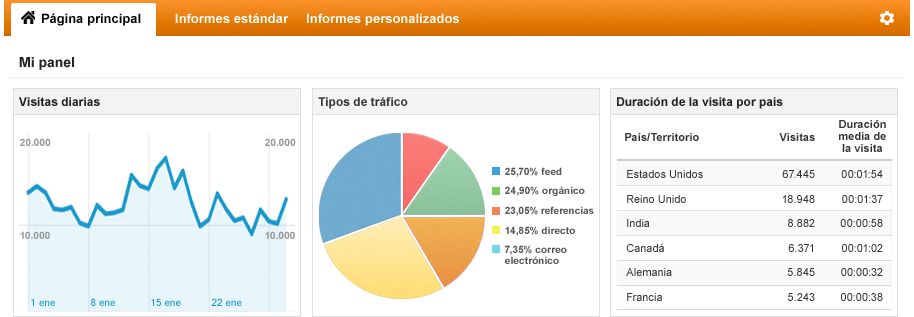 Página principal
Informes estándar
Informes personalizados
Mi panel
Visitas diarias
20.000
20.000
10.000
10.000
1 ene
8 ene
15 ene
22 ene
Tipos de tráfico
25,70% feed
24,90% orgánico
23,05% referencias
14,85% directo
7,35% correo
electrónico
Duración de la visita por país
País/Territorio
Visitas
Duración
media de
la visita
Estados Unidos 67.445 00:01:54
Reino Unido 18.948 00:01:37
India 8.882 00:00:58
Canadá 6.371 00:01:02
Alemania 5.845 00:00:32
Francia 5.243 00:00:38